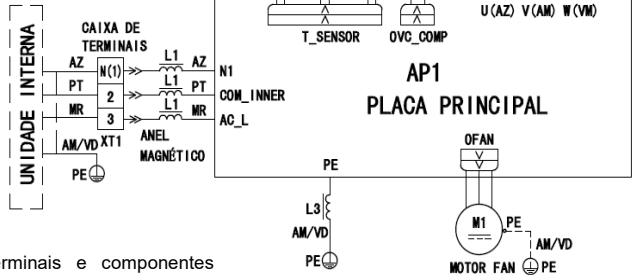 U(AZ) V(AM) W(VM)
T_SENSOR OVC_COMP
CAIXA DE
TERMINAIS
UNIDADE INTERNA
AZ N(1) L1 AZ N1
PT 2 L1 PT COM_INNER
MR 3 L1 MR AC_L
AM/VD XT1
ANEL
MAGNÉTICO
PE
AP1
PLACA PRINCIPAL
OFAN
PE
L3
AM/VD
PE
M1 PE
AM/VD
MOTOR FAN PE
terminais e componentes